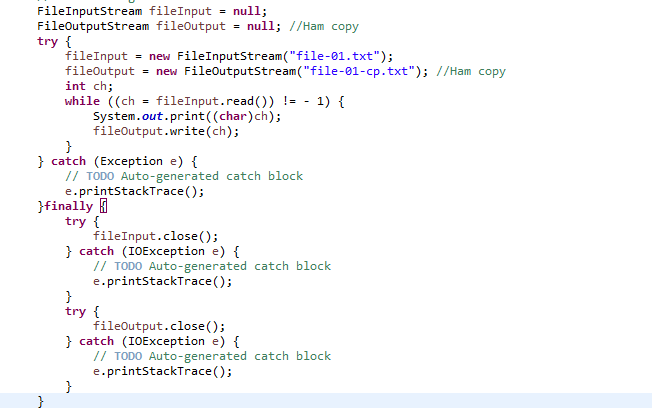 FileInputStream fileInput = null;
FileOutputStream fileOutput = null; //Ham copy
try {
    fileInput = new FileInputStream("file-01.txt");
    fileOutput = new FileOutputStream("file-01-cp.txt"); //Ham copy
    int ch;
    while ((ch = fileInput.read()) != - 1) {
        System.out.print((char)ch);
        fileOutput.write(ch);
    }
} catch (Exception e) {
    // TODO Auto-generated catch block
    e.printStackTrace();
}finally {
    try {
        fileInput.close();
    } catch (IOException e) {
        // TODO Auto-generated catch block
        e.printStackTrace();
    }
    try {
        fileOutput.close();
    } catch (IOException e) {
        // TODO Auto-generated catch block
        e.printStackTrace();
    }
}